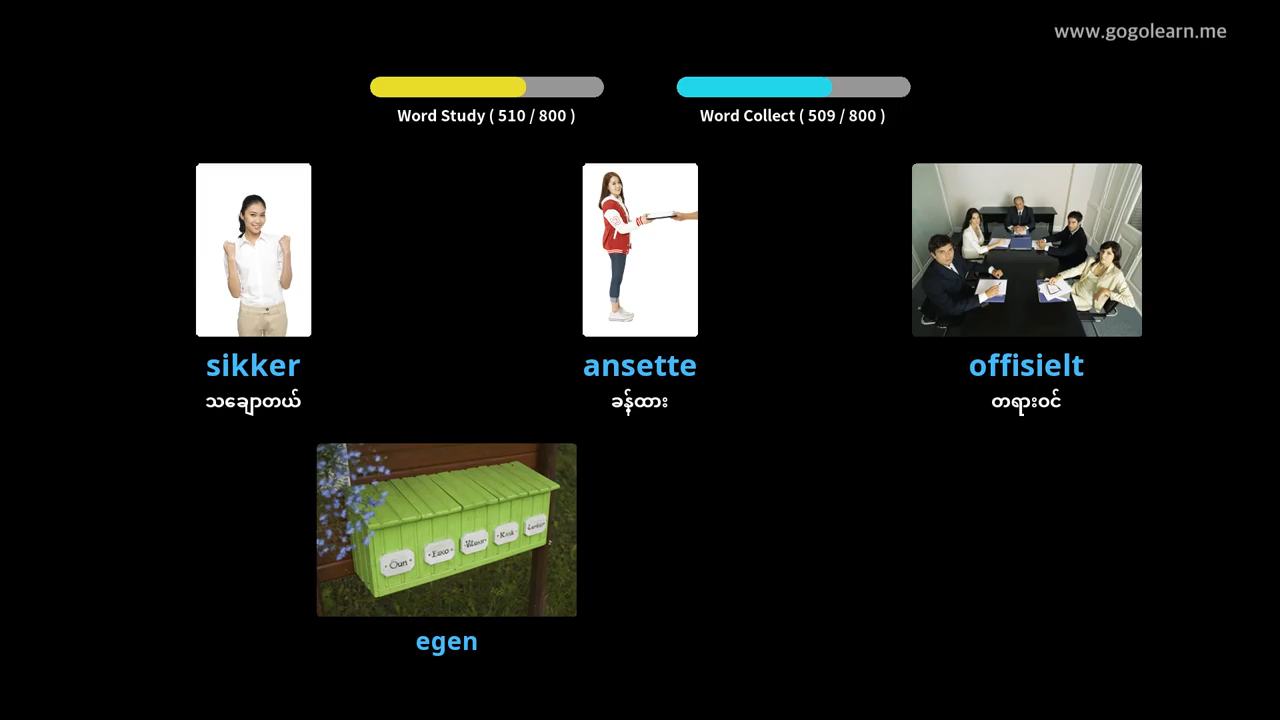 www.gogolearn.me
Word Study ( 510 / 800 )
Word Collect ( 509 / 800 )
sikker
ansette
offisielt
သချောတယ်
ခန့်ထား
တရားဝင်
egen